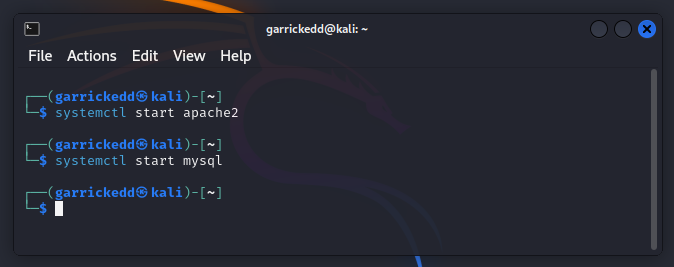 garrickedd@kali: ~
File Actions Edit View Help
┌──(garrickedd㉿kali)-[~]
└─$ systemctl start apache2
┌──(garrickedd㉿kali)-[~]
└─$ systemctl start mysql
┌──(garrickedd㉿kali)-[~]
└─$